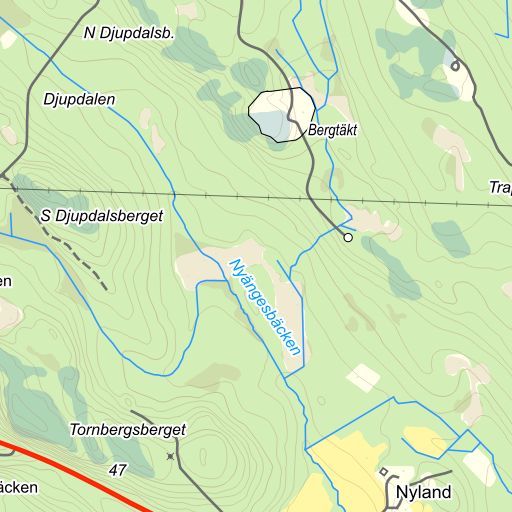 N Djupdalsb.
Djupdalen
Bergtäkt
S Djupdalsberget
Nyängesbäcken
Tornbergsberget
47
Nyland